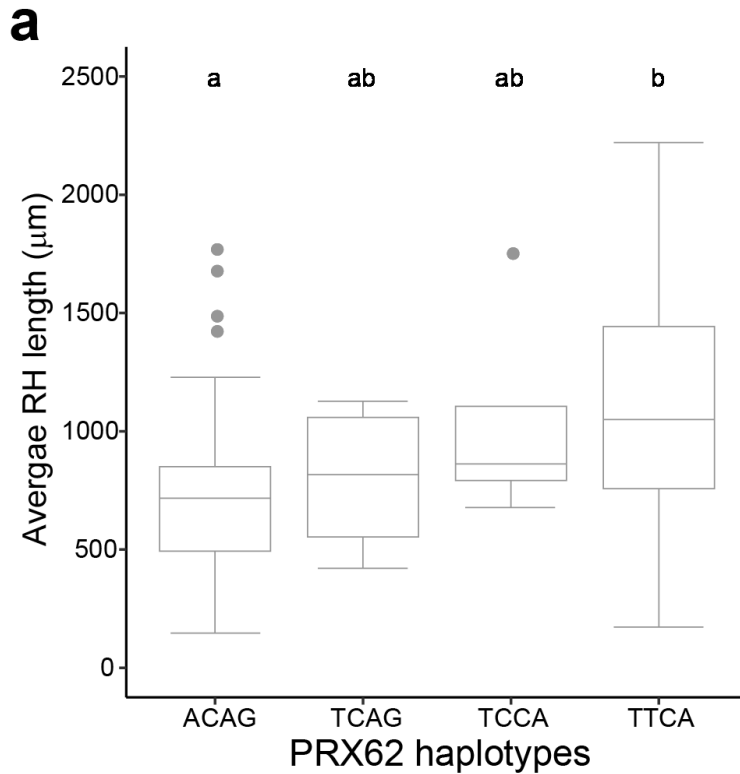 a
2500
a ab ab b
2000
1500
1000
500
0
Avergae RH length (μm)
ACAG TCAG TCCA TTCA
PRX62 haplotypes